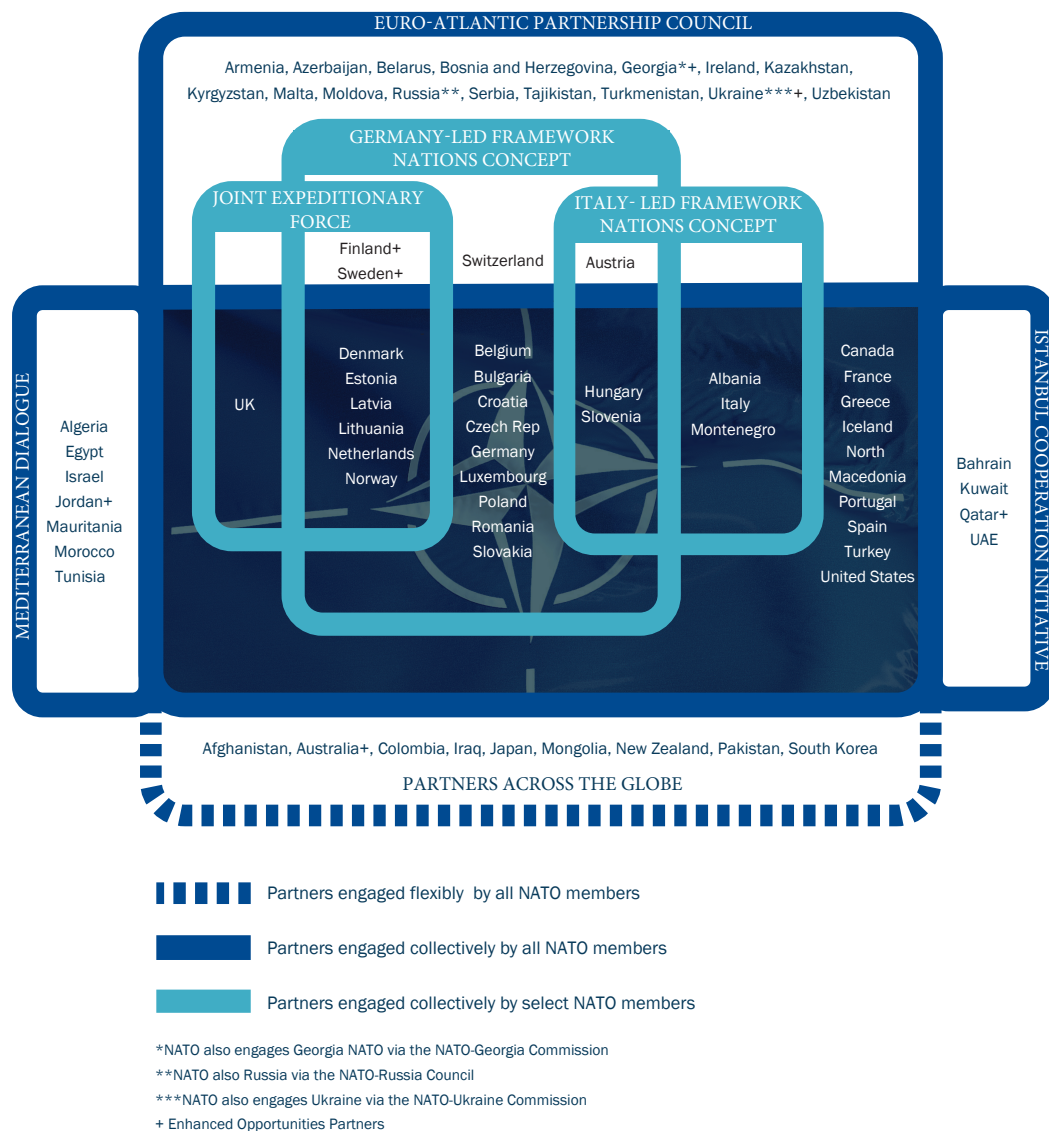 EURO-ATLANTIC PARTNERSHIP COUNCIL
Armenia, Azerbaijan, Belarus, Bosnia and Herzegovina, Georgia*+, Ireland, Kazakhstan,
Kyrgyzstan, Malta, Moldova, Russia**, Serbia, Tajikistan, Turkmenistan, Ukraine***+, Uzbekistan
GERMANY-LED FRAMEWORK
NATIONS CONCEPT
JOINT EXPEDITIONARY
FORCE
ITALY- LED FRAMEWORK
NATIONS CONCEPT
Finland+
Sweden+
Switzerland
Austria
MEDITERRANEAN DIALOGUE
Algeria
Egypt
Israel
Jordan+
Mauritania
Morocco
Tunisia
UK
Denmark
Estonia
Latvia
Lithuania
Netherlands
Norway
Belgium
Bulgaria
Croatia
Czech Rep
Germany
Luxembourg
Poland
Romania
Slovakia
Hungary
Slovenia
Albania
Italy
Montenegro
Canada
France
Greece
Iceland
North
Macedonia
Portugal
Spain
Turkey
United States
Bahrain
Kuwait
Qatar+
UAE
ISTANBUL COOPERATION INITIATIVE
Afghanistan, Australia+, Colombia, Iraq, Japan, Mongolia, New Zealand, Pakistan, South Korea
PARTNERS ACROSS THE GLOBE
Partners engaged flexibly by all NATO members
Partners engaged collectively by all NATO members
Partners engaged collectively by select NATO members
*NATO also engages Georgia NATO via the NATO-Georgia Commission
**NATO also Russia via the NATO-Russia Council
***NATO also engages Ukraine via the NATO-Ukraine Commission
+ Enhanced Opportunities Partners